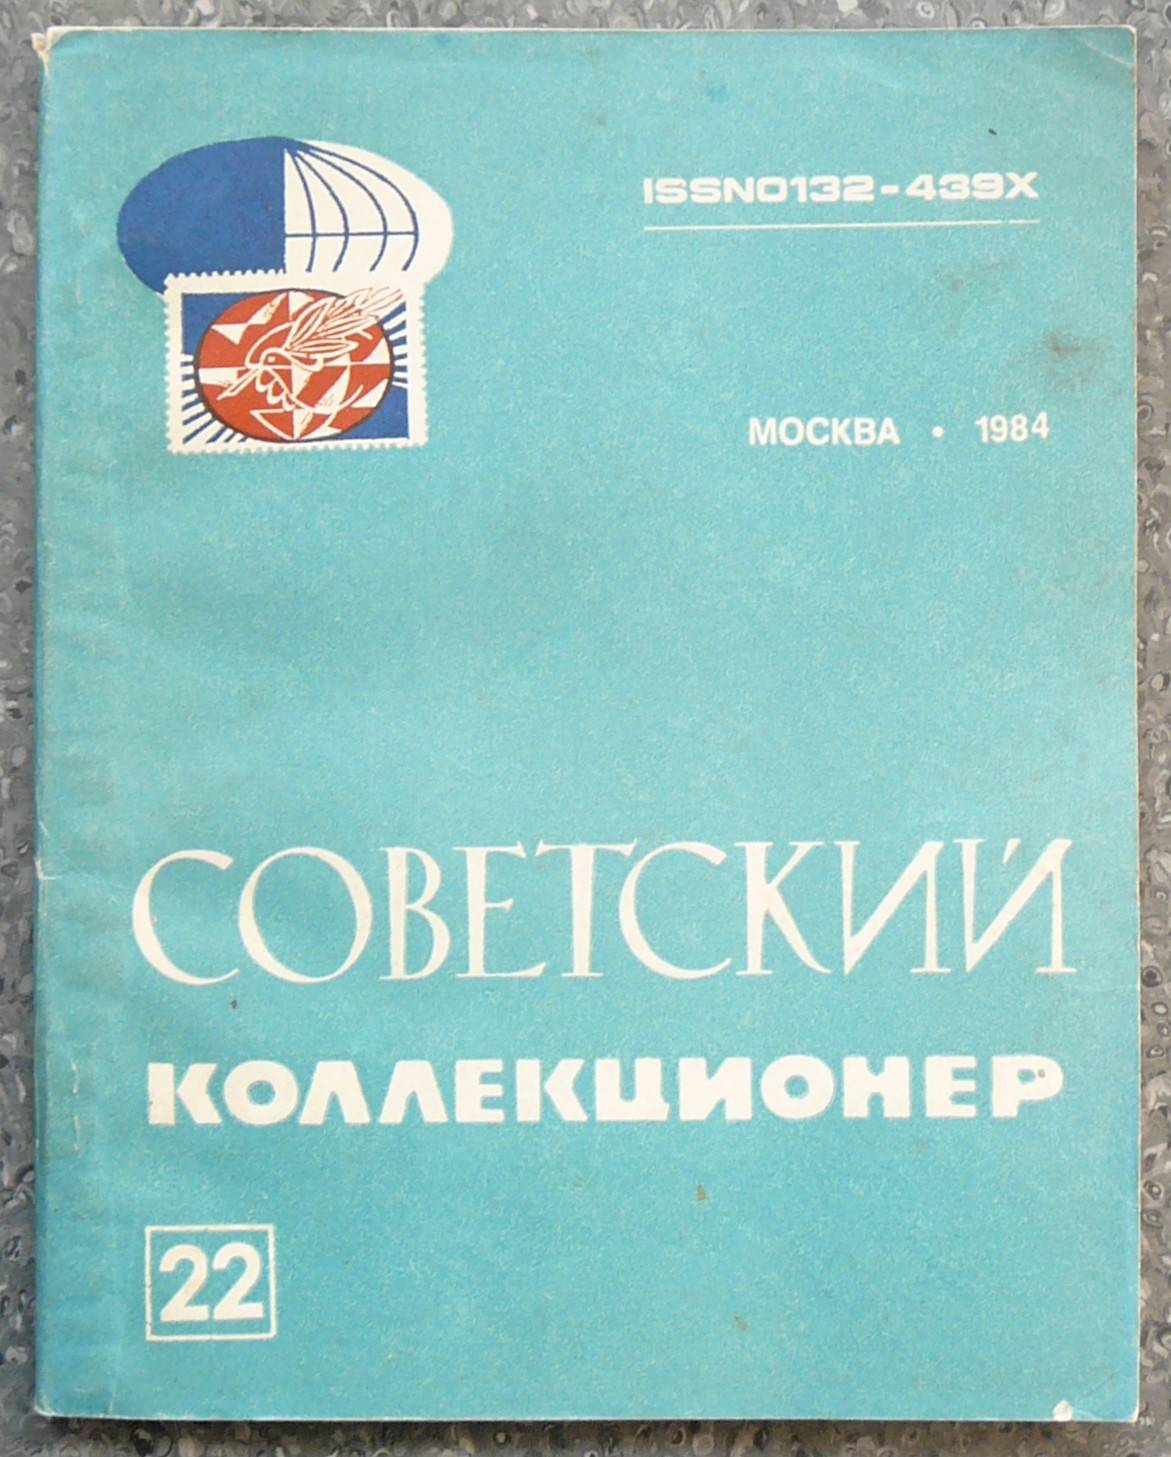 ISSN0132-439X
МОСКВА • 1984
СОВЕТСКИЙ
КОЛЛЕКЦИОНЕР
22